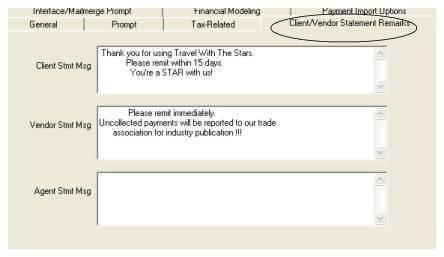 Interface/Mailmerge Prompt Financial Modeling Payment Import Options
General Prompt Tax-Related Client/Vendor Statement Remarks
Client Stmt Msg
Thank you for using Travel With The Stars.
Please remit within 15 days.
You're a STAR with us!
Vendor Stmt Msg
Please remit immediately.
Uncollected payments will be reported to our trade
association for industry publication !!!
Agent Stmt Msg